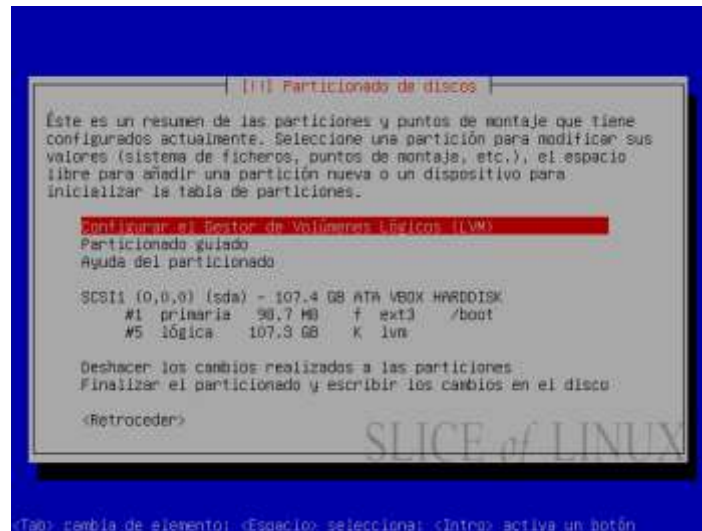 [!!] Particionado de discos
Éste es un resumen de las particiones y puntos de montaje que tiene
configurados actualmente. Seleccione una partición para modificar sus
valores (sistema de ficheros, puntos de montaje, etc.), el espacio
libre para añadir una partición nueva o un dispositivo para
inicializar la tabla de particiones.
Configurar el Gestor de Volúmenes Lógicos (LVM)
Particionado guiado
Ayuda del particionado
SCSI1 (0,0,0) (sda) - 107.4 GB ATA VBOX HARDDISK
#1 primaria 98.7 MB f ext3 /boot
#5 lógica 107.3 GB K lvm
Deshacer los cambios realizados a las particiones
Finalizar el particionado y escribir los cambios en el disco
<Retroceder>
SLICE of LINUX
<Tab> cambia de elemento; <Espacio> selecciona; <Intro> activa un botón